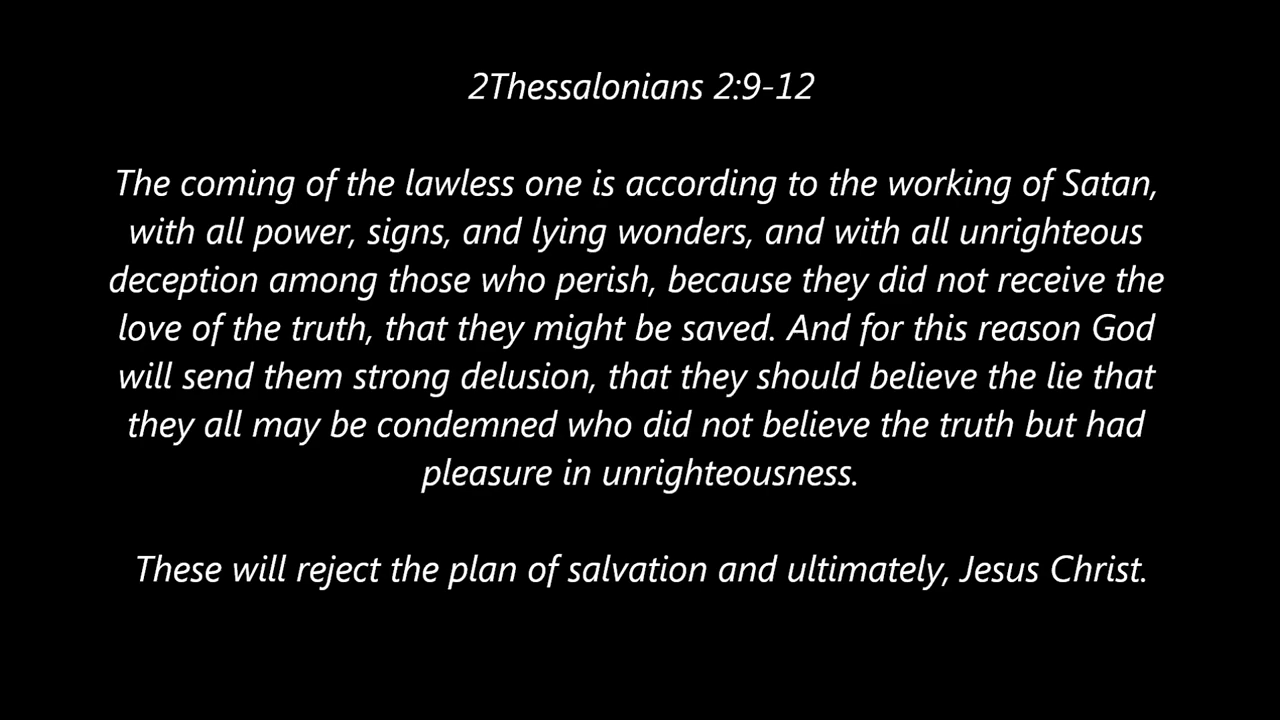 2Thessalonians 2:9-12
The coming of the lawless one is according to the working of Satan,
with all power, signs, and lying wonders, and with all unrighteous
deception among those who perish, because they did not receive the
love of the truth, that they might be saved. And for this reason God
will send them strong delusion, that they should believe the lie that
they all may be condemned who did not believe the truth but had
pleasure in unrighteousness.
These will reject the plan of salvation and ultimately, Jesus Christ.